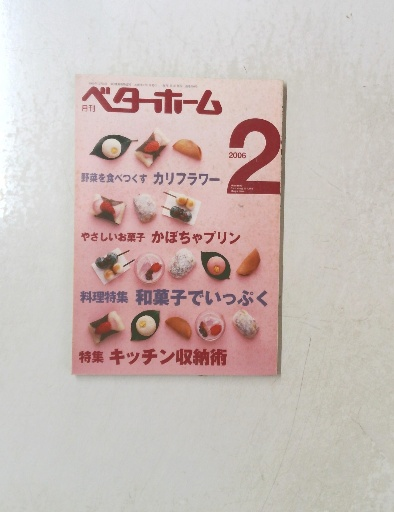 月刊 ベターホーム
2006
2
野菜を食べつくす カリフラワー
やさしいお菓子 かぼちゃプリン
料理特集 和菓子でいっぷく
特集 キッチン収納術